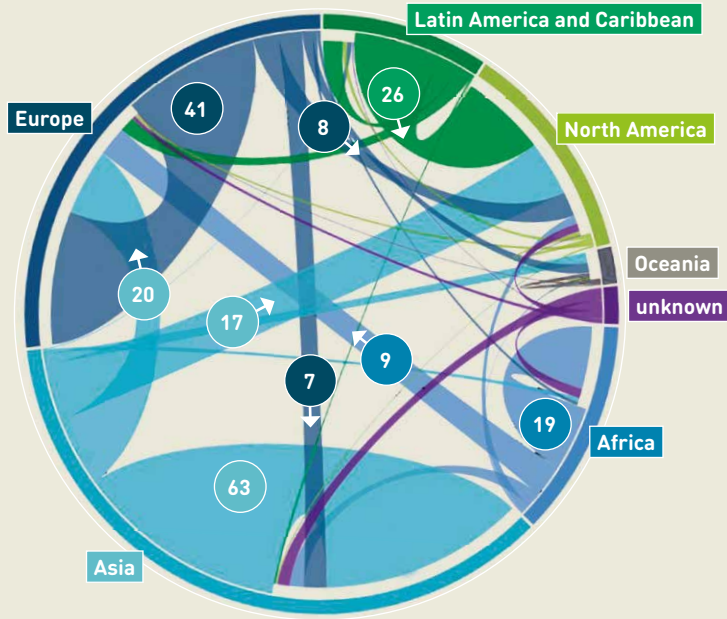 Latin America and Caribbean
26
41
Europe
8
North America
Oceania
20
unknown
17
9
7
19
Africa
63
Asia